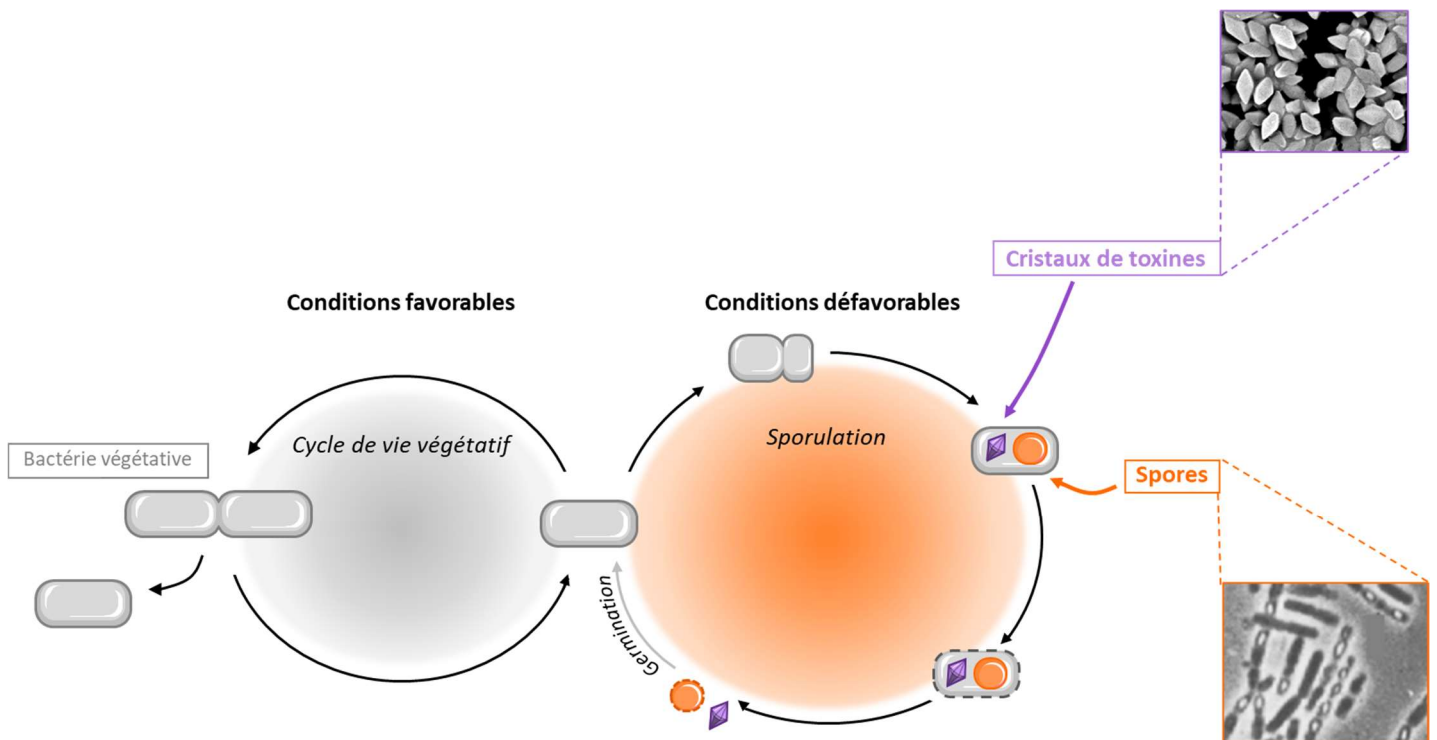 Cristaux de toxines
Conditions favorables
Conditions défavorables
Cycle de vie végétatif
Sporulation
Bactérie végétative
Spores
Germination